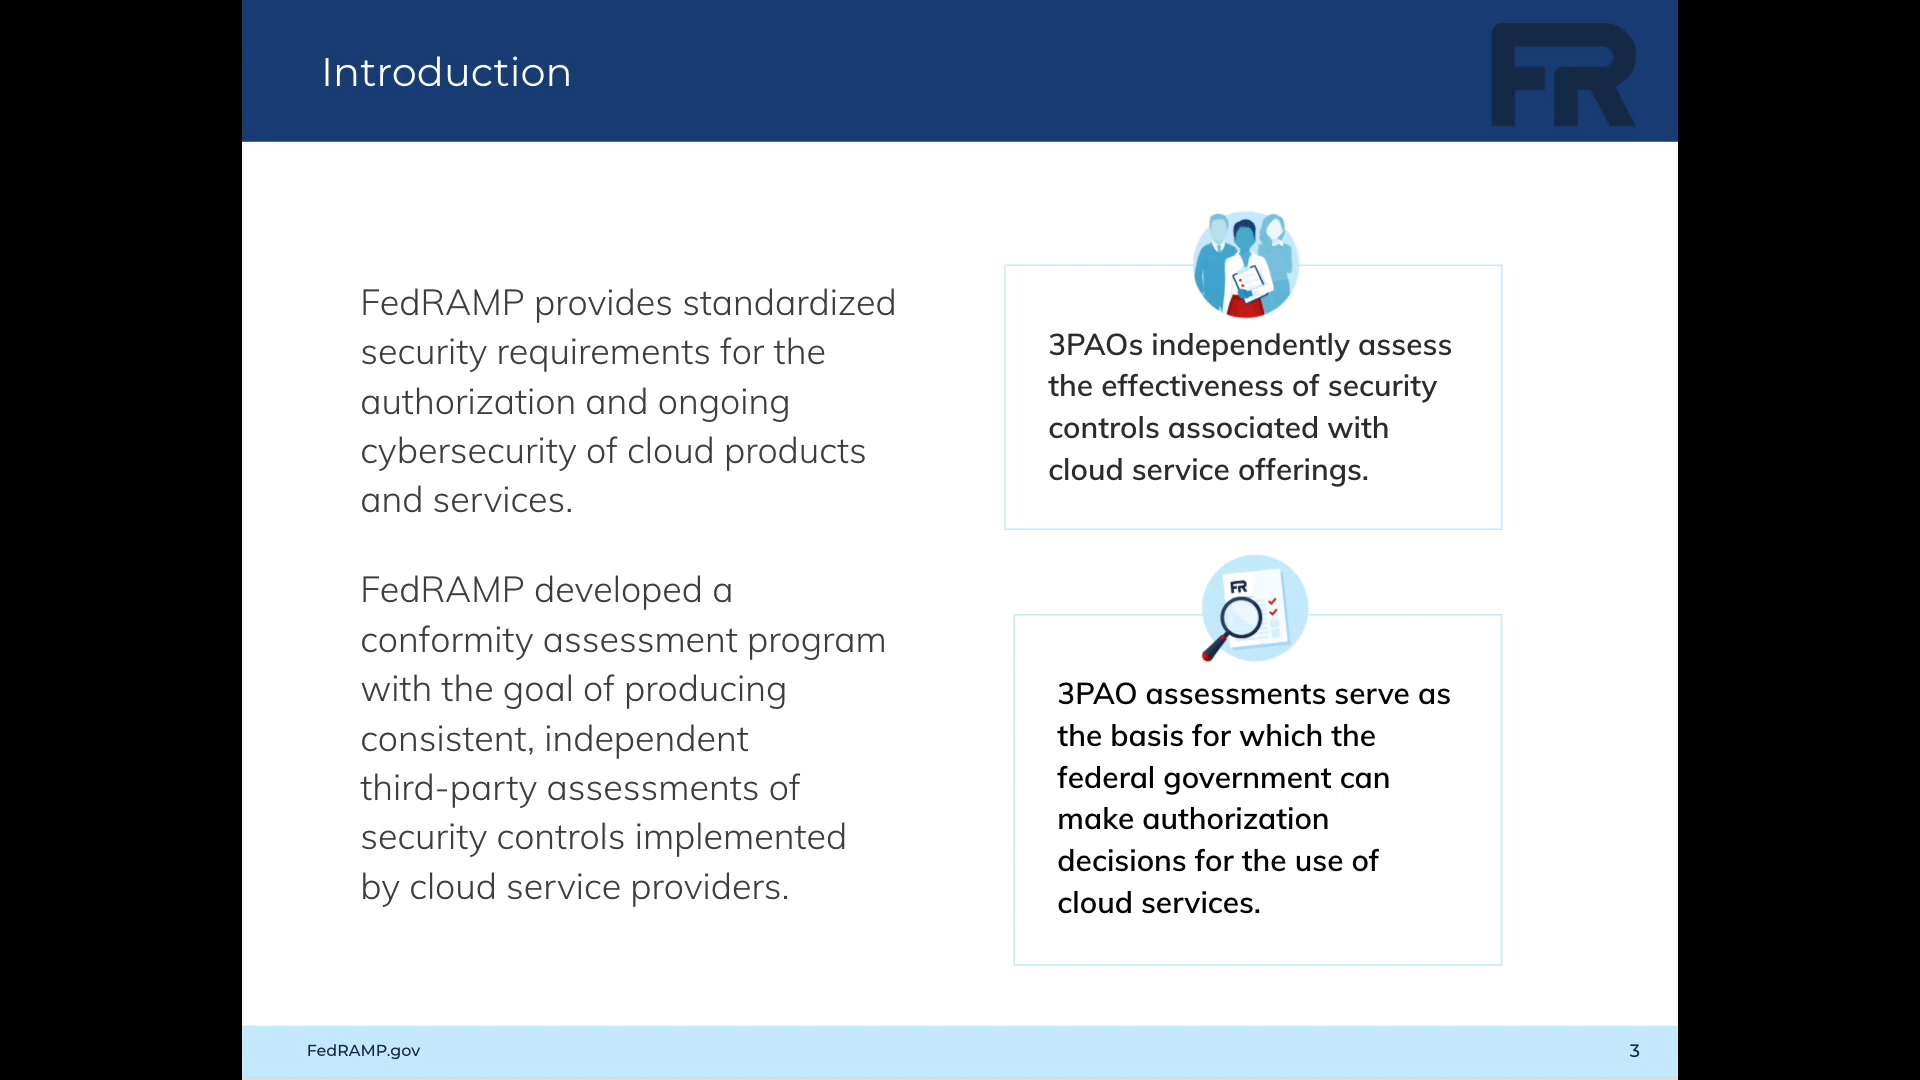 Introduction
FR
FedRAMP provides standardized
security requirements for the
authorization and ongoing
cybersecurity of cloud products
and services.
FedRAMP developed a
conformity assessment program
with the goal of producing
consistent, independent
third-party assessments of
security controls implemented
by cloud service providers.
3PAOs independently assess
the effectiveness of security
controls associated with
cloud service offerings.
FR
3PAO assessments serve as
the basis for which the
federal government can
make authorization
decisions for the use of
cloud services.
FedRAMP.gov
3